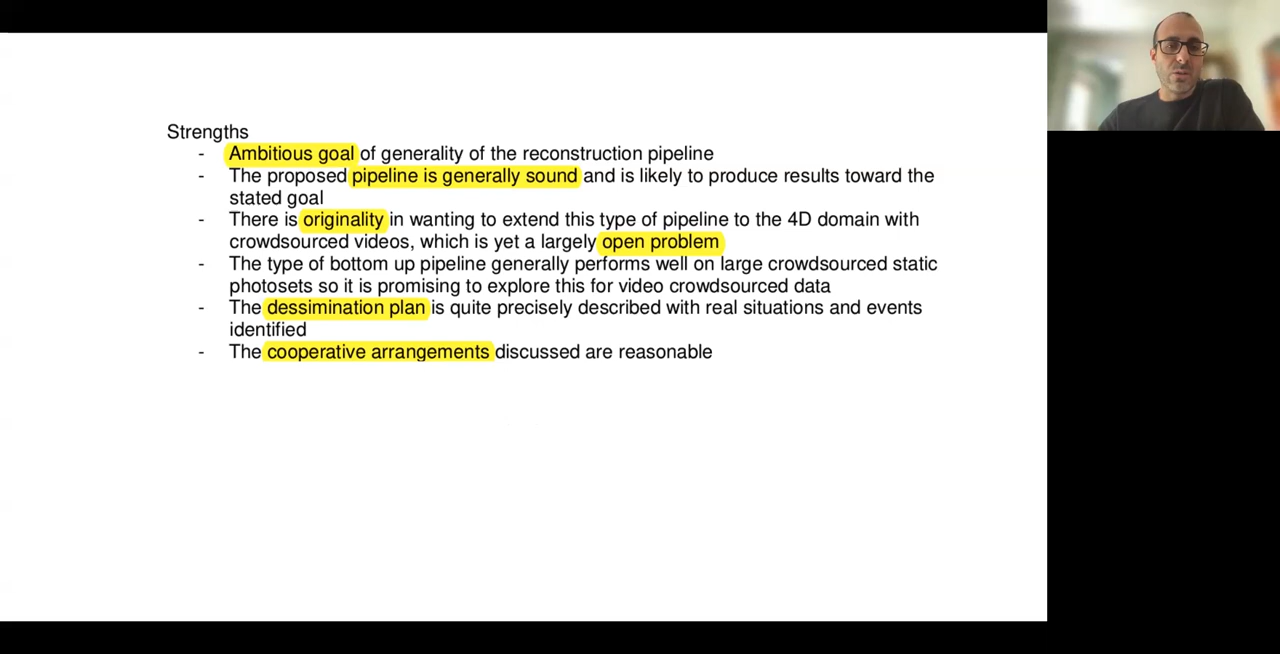 Strengths
- Ambitious goal of generality of the reconstruction pipeline
- The proposed pipeline is generally sound and is likely to produce results toward the
stated goal
- There is originality in wanting to extend this type of pipeline to the 4D domain with
crowdsourced videos, which is yet a largely open problem
- The type of bottom up pipeline generally performs well on large crowdsourced static
photosets so it is promising to explore this for video crowdsourced data
- The dessimination plan is quite precisely described with real situations and events
identified
- The cooperative arrangements discussed are reasonable